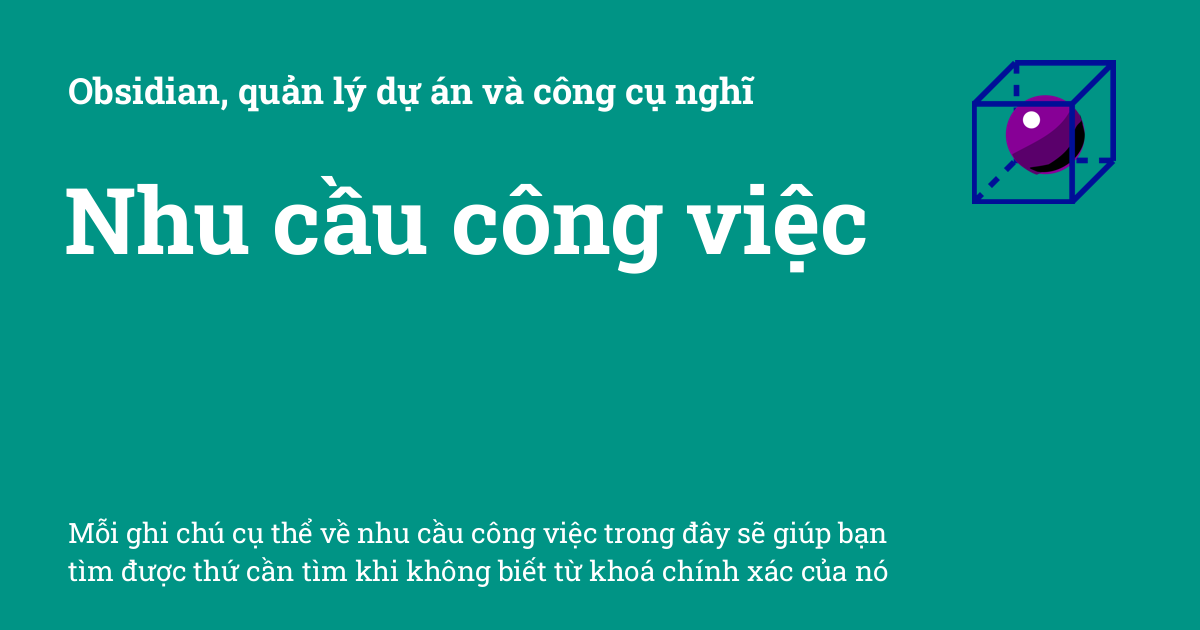 Obsidian, quản lý dự án và công cụ nghĩ
Nhu cầu công việc
Mỗi ghi chú cụ thể về nhu cầu công việc trong đây sẽ giúp bạn
tìm được thứ cần tìm khi không biết từ khoá chính xác của nó